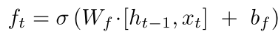 f_t = σ (W_f · [h_{t-1}, x_t] + b_f)